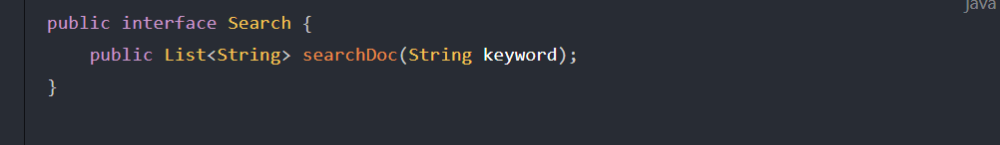 java
public interface Search {
    public List<String> searchDoc(String keyword);
}